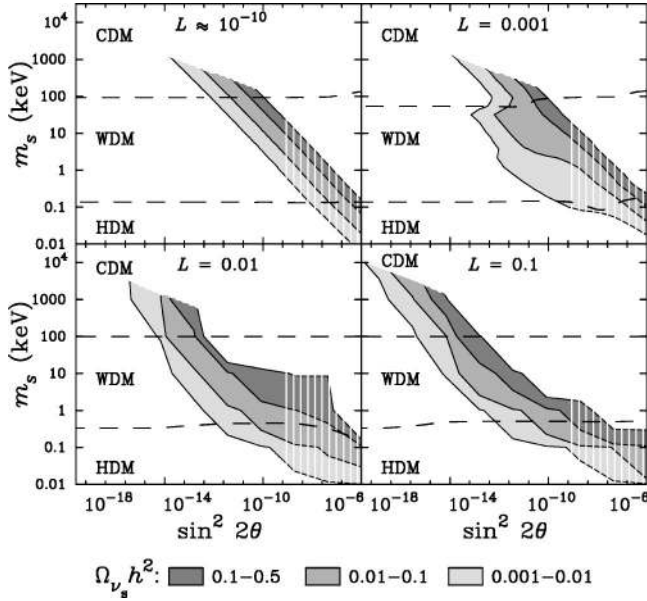 L ≈ 10⁻¹⁰
L = 0.001
CDM
CDM
1000
100
10
1
0.1
0.01
m_s (keV)
WDM
WDM
HDM
HDM
L = 0.01
L = 0.1
CDM
CDM
1000
100
10
1
0.1
0.01
m_s (keV)
WDM
WDM
HDM
HDM
10⁻¹⁸ 10⁻¹⁴ 10⁻¹⁰ 10⁻⁶ 10⁻¹⁸ 10⁻¹⁴ 10⁻¹⁰ 10⁻⁶
sin² 2θ sin² 2θ
Ω_{ν_s} h²: 0.1−0.5 0.01−0.1 0.001−0.01